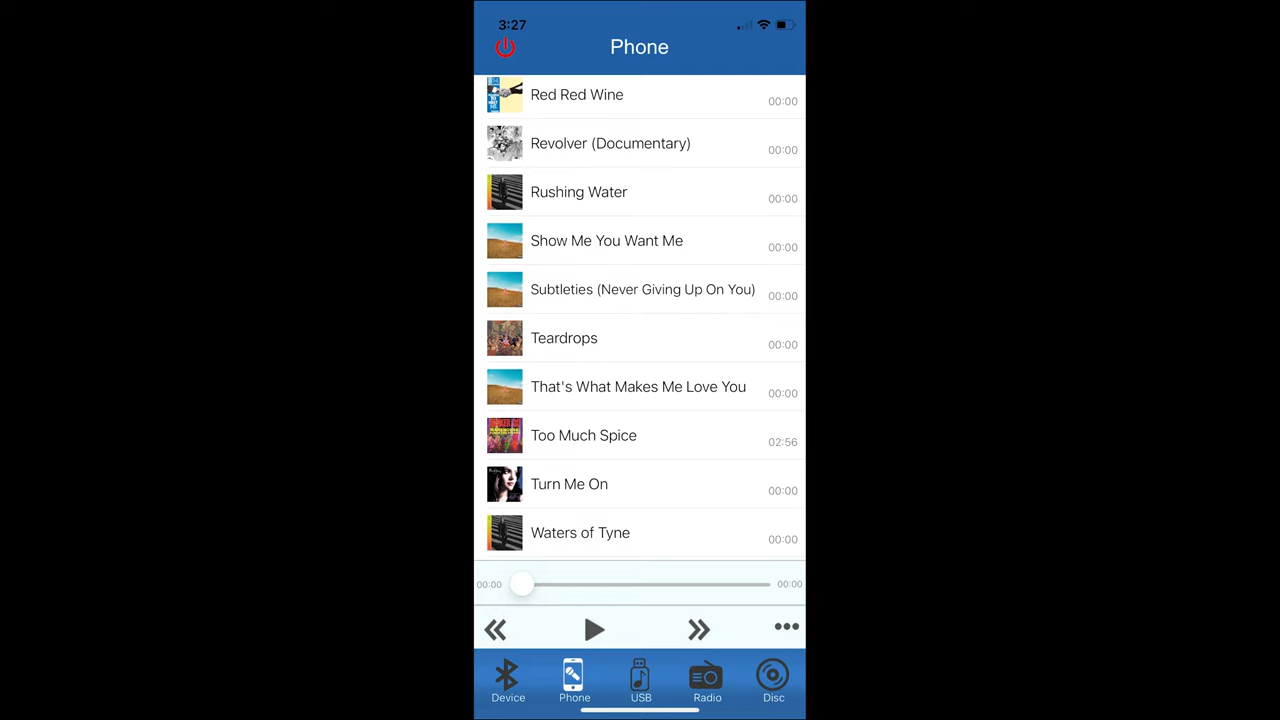 3:27
Phone
Red Red Wine
00:00
Revolver (Documentary)
00:00
Rushing Water
00:00
Show Me You Want Me
00:00
Subtleties (Never Giving Up On You)
00:00
Teardrops
00:00
That's What Makes Me Love You
00:00
Too Much Spice
02:56
Turn Me On
00:00
Waters of Tyne
00:00
00:00 00:00
Device Phone USB Radio Disc